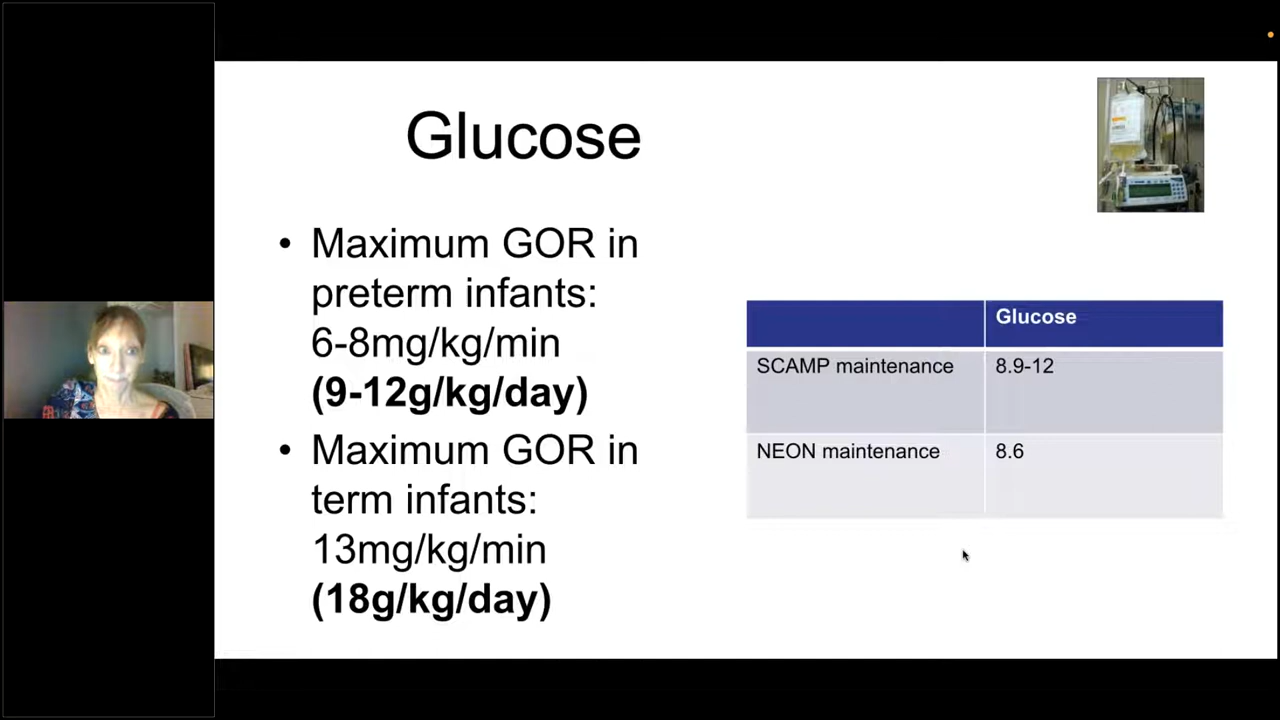 Glucose
• Maximum GOR in
preterm infants:
6-8mg/kg/min
(9-12g/kg/day)
• Maximum GOR in
term infants:
13mg/kg/min
(18g/kg/day)
Glucose
SCAMP maintenance 8.9-12
NEON maintenance 8.6